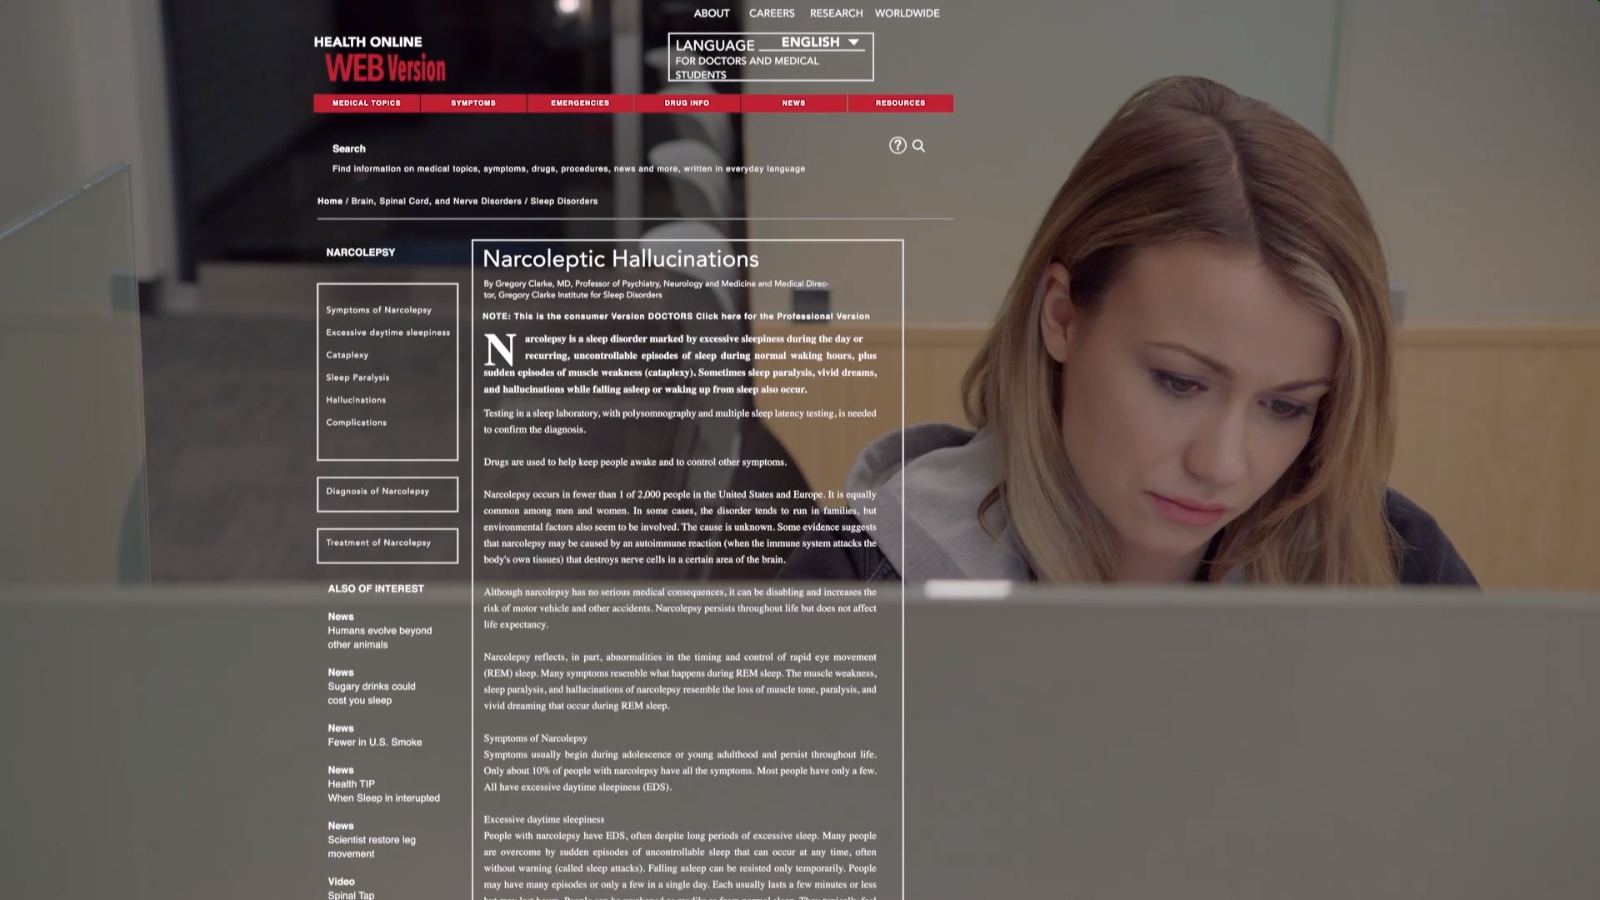 ABOUT CAREERS RESEARCH WORLDWIDE
HEALTH ONLINE
WEB Version
LANGUAGE ENGLISH
FOR DOCTORS AND MEDICAL
STUDENTS
MEDICAL TOPICS SYMPTOMS EMERGENCIES DRUG INFO NEWS RESOURCES
Search
Find information on medical topics, symptoms, drugs, procedures, news and more, written in everyday language
Home / Brain, Spinal Cord, and Nerve Disorders / Sleep Disorders
NARCOLEPSY
Symptoms of Narcolepsy
Excessive daytime sleepiness
Cataplexy
Sleep Paralysis
Hallucinations
Complications
Diagnosis of Narcolepsy
Treatment of Narcolepsy
ALSO OF INTEREST
News
Humans evolve beyond
other animals
News
Sugary drinks could
cost you sleep
News
Fewer in U.S. Smoke
News
Health TIP
When Sleep in interupted
News
Scientist restore leg
movement
Video
Spinal Tap
Narcoleptic Hallucinations
By Gregory Clarke, MD, Professor of Psychiatry, Neurology and Medicine and Medical Direc-
tor, Gregory Clarke Institute for Sleep Disorders
NOTE: This is the consumer Version DOCTORS Click here for the Professional Version
Narcolepsy is a sleep disorder marked by excessive sleepiness during the day or
recurring, uncontrollable episodes of sleep during normal waking hours, plus
sudden episodes of muscle weakness (cataplexy). Sometimes sleep paralysis, vivid dreams,
and hallucinations while falling asleep or waking up from sleep also occur.
Testing in a sleep laboratory, with polysomnography and multiple sleep latency testing, is needed
to confirm the diagnosis.
Drugs are used to help keep people awake and to control other symptoms.
Narcolepsy occurs in fewer than 1 of 2,000 people in the United States and Europe. It is equally
common among men and women. In some cases, the disorder tends to run in families, but
environmental factors also seem to be involved. The cause is unknown. Some evidence suggests
that narcolepsy may be caused by an autoimmune reaction (when the immune system attacks the
body's own tissues) that destroys nerve cells in a certain area of the brain.
Although narcolepsy has no serious medical consequences, it can be disabling and increases the
risk of motor vehicle and other accidents. Narcolepsy persists throughout life but does not affect
life expectancy.
Narcolepsy reflects, in part, abnormalities in the timing and control of rapid eye movement
(REM) sleep. Many symptoms resemble what happens during REM sleep. The muscle weakness,
sleep paralysis, and hallucinations of narcolepsy resemble the loss of muscle tone, paralysis, and
vivid dreaming that occur during REM sleep.
Symptoms of Narcolepsy
Symptoms usually begin during adolescence or young adulthood and persist throughout life.
Only about 10% of people with narcolepsy have all the symptoms. Most people have only a few.
All have excessive daytime sleepiness (EDS).
Excessive daytime sleepiness
People with narcolepsy have EDS, often despite long periods of excessive sleep. Many people
are overcome by sudden episodes of uncontrollable sleep that can occur at any time, often
without warning (called sleep attacks). Falling asleep can be resisted only temporarily. People
may have many episodes or only a few in a single day. Each usually lasts a few minutes or less